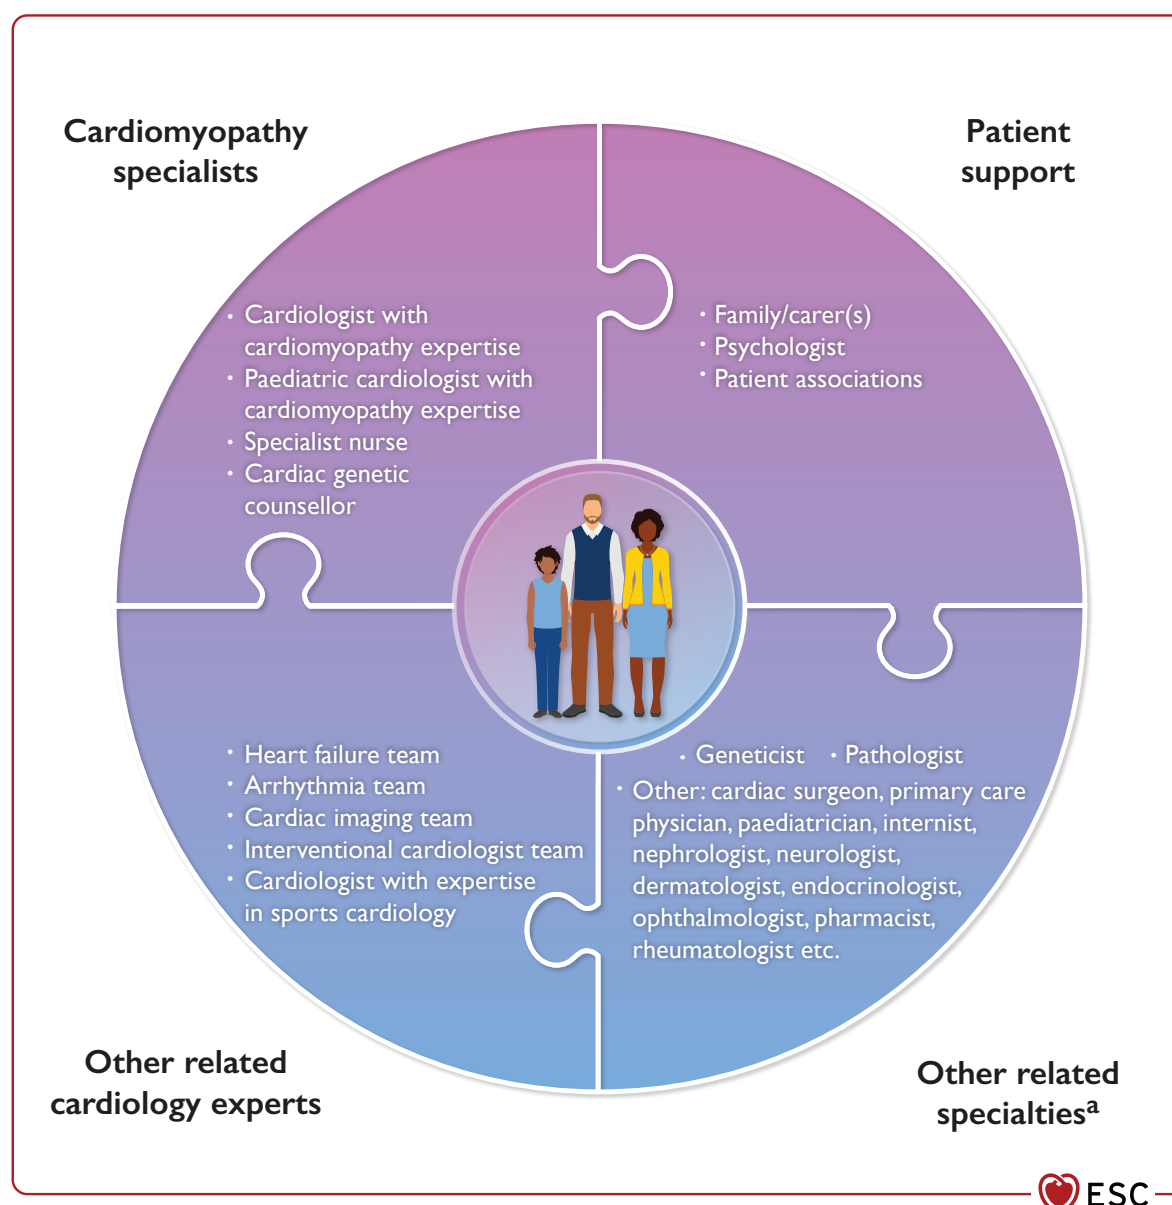 Cardiomyopathy
specialists
Patient
support
· Cardiologist with
cardiomyopathy expertise
· Paediatric cardiologist with
cardiomyopathy expertise
· Specialist nurse
· Cardiac genetic
counsellor
· Family/carer(s)
· Psychologist
· Patient associations
· Heart failure team
· Arrhythmia team
· Cardiac imaging team
· Interventional cardiologist team
· Cardiologist with expertise
in sports cardiology
· Geneticist · Pathologist
· Other: cardiac surgeon, primary care
physician, paediatrician, internist,
nephrologist, neurologist,
dermatologist, endocrinologist,
ophthalmologist, pharmacist,
rheumatologist etc.
Other related
cardiology experts
Other related
specialtiesᵃ
ESC